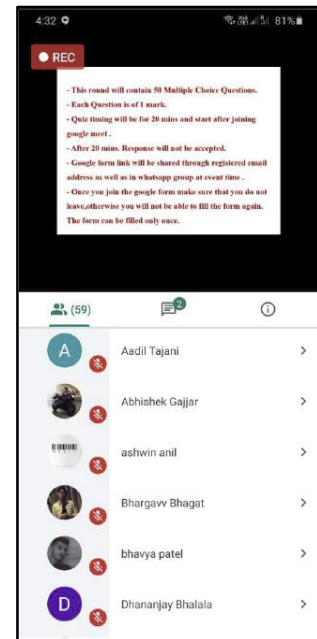 4:32
81%
REC
- This round will contain 50 Multiple Choice Questions.
- Each Question is of 1 mark.
- Quiz timing will be for 20 mins and start after joining
google meet .
- After 20 mins. Response will not be accepted.
- Google form link will be shared through registered email
address as well as in whatsapp group at event time .
- Once you join the google form make sure that you do not
leave,otherwise you will not be able to fill the form again.
The form can be filled only once.
(59)
2
A
Aadil Tajani
Abhishek Gajjar
ashwin anil
Bhargavv Bhagat
bhavya patel
D
Dhananjay Bhalala